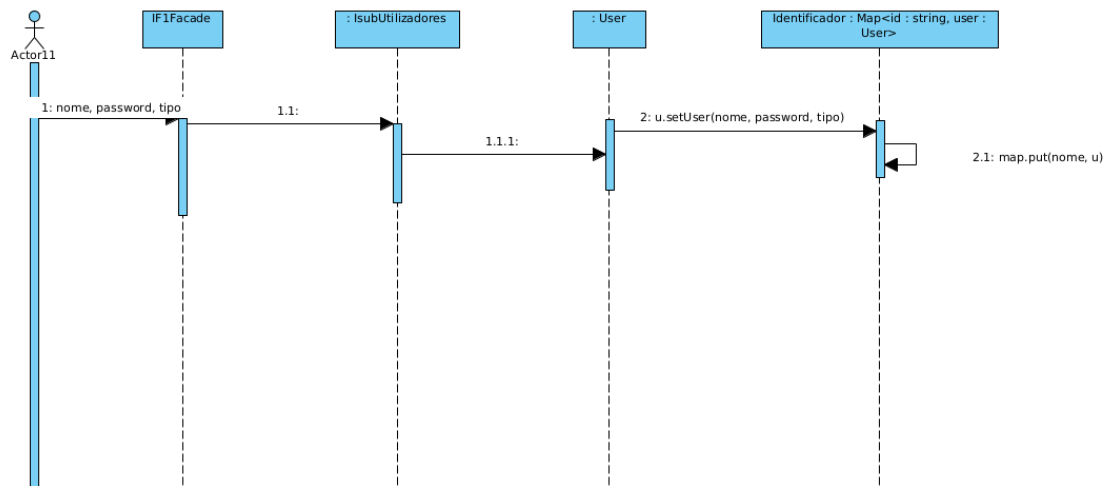 Actor11
IF1Facade
: IsubUtilizadores
: User
Identificador : Map<id : string, user :
User>
1: nome, password, tipo
1.1:
1.1.1:
2: u.setUser(nome, password, tipo)
2.1: map.put(nome, u)